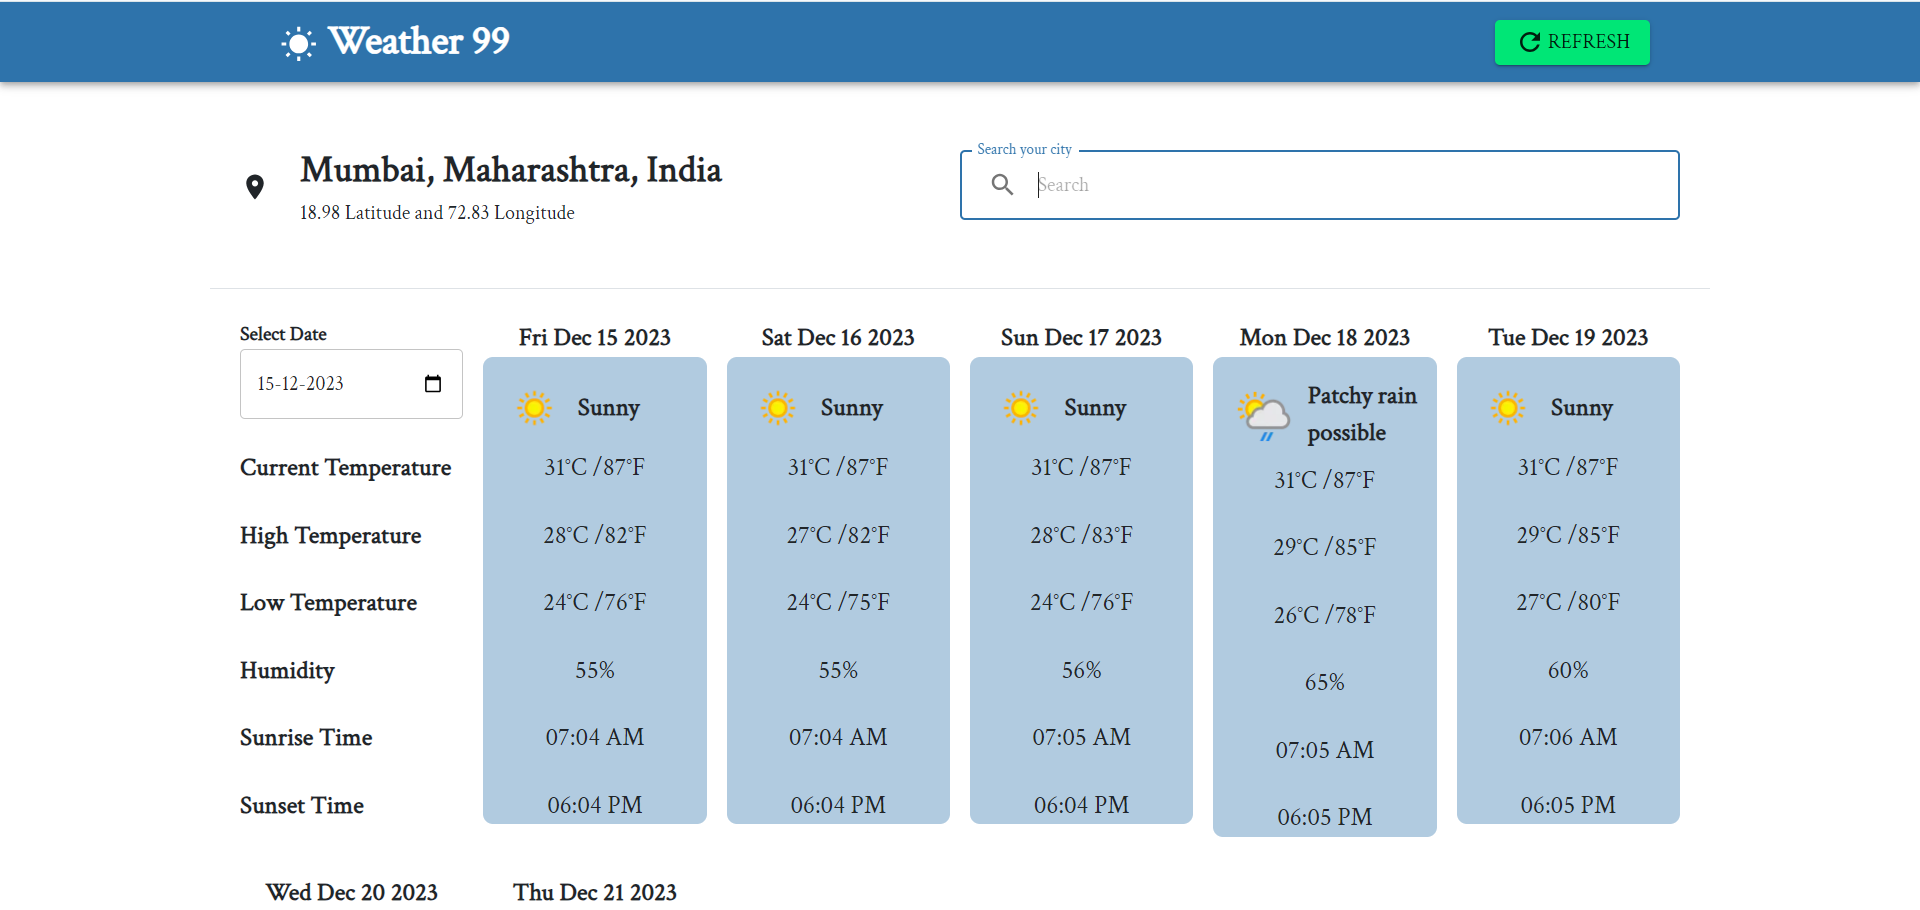 Weather 99
REFRESH
Mumbai, Maharashtra, India
18.98 Latitude and 72.83 Longitude
Search your city
Search
Select Date
15-12-2023
Current Temperature
High Temperature
Low Temperature
Humidity
Sunrise Time
Sunset Time
Fri Dec 15 2023
Sunny
31°C /87°F
28°C /82°F
24°C /76°F
55%
07:04 AM
06:04 PM
Sat Dec 16 2023
Sunny
31°C /87°F
27°C /82°F
24°C /75°F
55%
07:04 AM
06:04 PM
Sun Dec 17 2023
Sunny
31°C /87°F
28°C /83°F
24°C /76°F
56%
07:05 AM
06:04 PM
Mon Dec 18 2023
Patchy rain
possible
31°C /87°F
29°C /85°F
26°C /78°F
65%
07:05 AM
06:05 PM
Tue Dec 19 2023
Sunny
31°C /87°F
29°C /85°F
27°C /80°F
60%
07:06 AM
06:05 PM
Wed Dec 20 2023
Thu Dec 21 2023